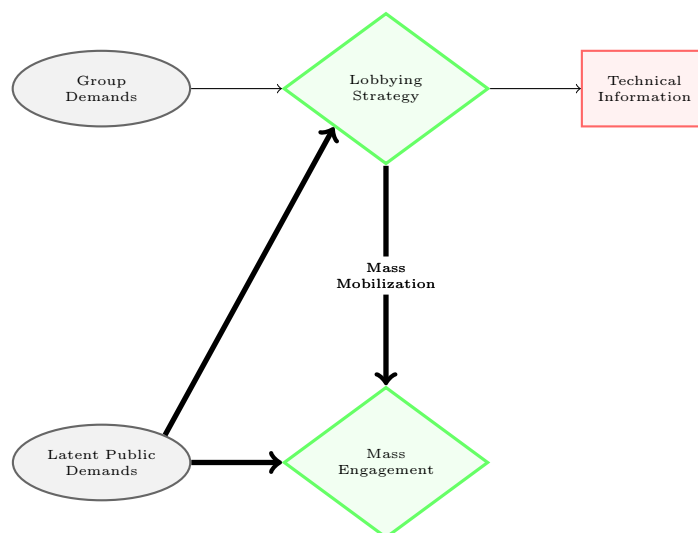 Group
Demands
Lobbying
Strategy
Technical
Information
Mass
Mobilization
Latent Public
Demands
Mass
Engagement